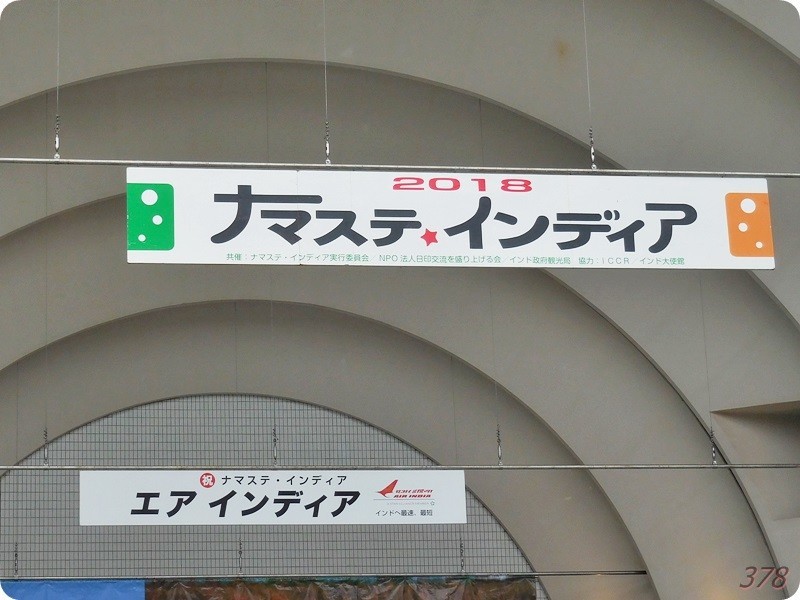 2018
ナマステ★インディア
共催：ナマステ・インディア実行委員会／NPO法人日印交流を盛り上げる会／インド政府観光局 協力：ICCR／インド大使館
祝 ナマステ・インディア
エア インディア
AIR INDIA
インドへ最速、最短
378